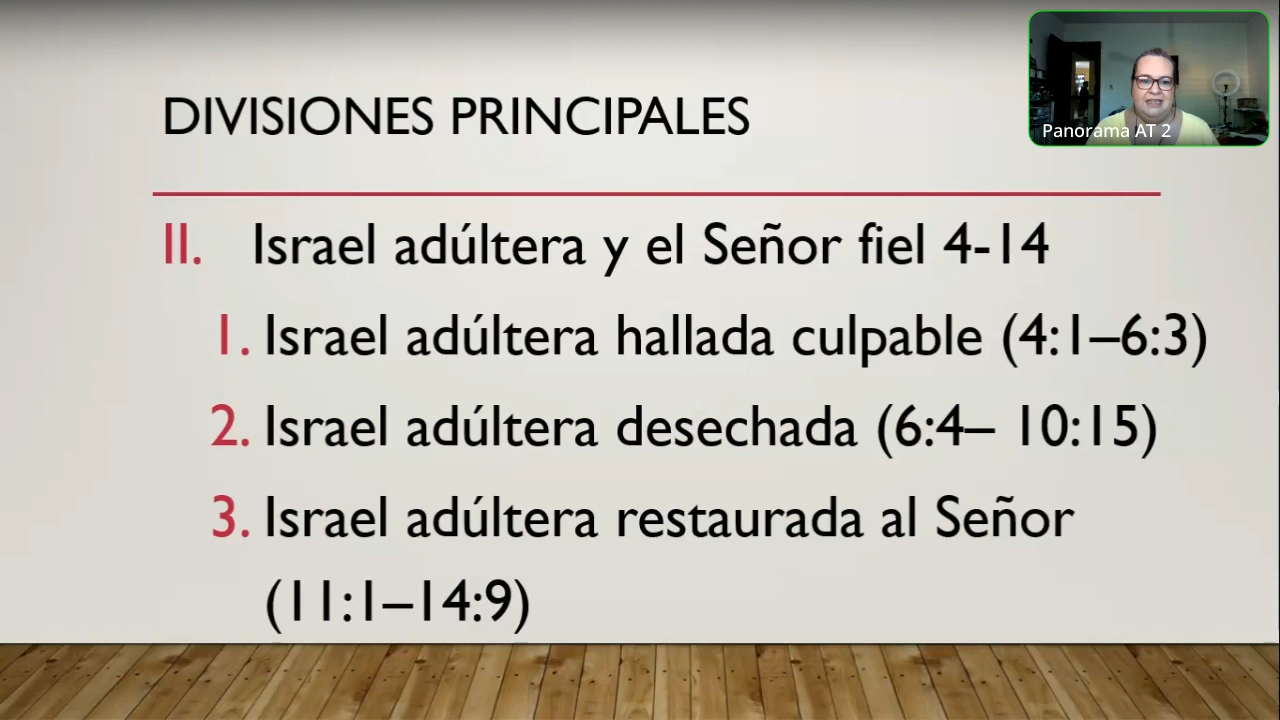 DIVISIONES PRINCIPALES
Panorama AT 2
II. Israel adúltera y el Señor fiel 4-14
1. Israel adúltera hallada culpable (4:1–6:3)
2. Israel adúltera desechada (6:4– 10:15)
3. Israel adúltera restaurada al Señor
(11:1–14:9)